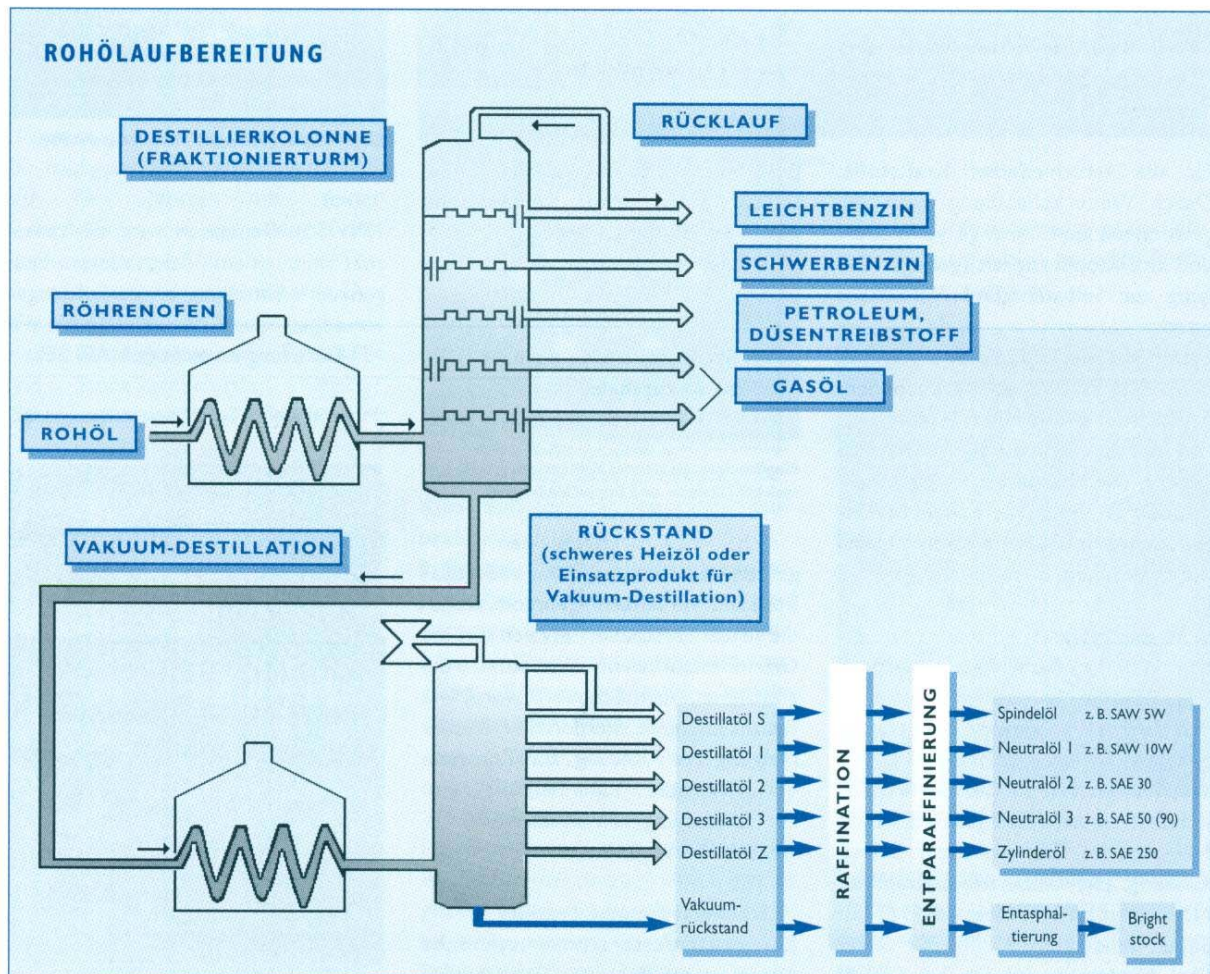 ROHÖLAUFBEREITUNG
DESTILLIERKOLONNE
(FRAKTIONIERTURM)
RÜCKLAUF
LEICHTBENZIN
SCHWERBENZIN
PETROLEUM,
DÜSENTREIBSTOFF
GASÖL
RÖHRENOFEN
ROHÖL
VAKUUM-DESTILLATION
RÜCKSTAND
(schweres Heizöl oder
Einsatzprodukt für
Vakuum-Destillation)
Destillatöl S
Destillatöl 1
Destillatöl 2
Destillatöl 3
Destillatöl Z
Vakuum-
rückstand
RAFFINATION
ENTPARAFFINIERUNG
Spindelöl z. B. SAW 5W
Neutralöl 1 z. B. SAW 10W
Neutralöl 2 z. B. SAE 30
Neutralöl 3 z. B. SAE 50 (90)
Zylinderöl z. B. SAE 250
Entasphal-
tierung
Bright
stock